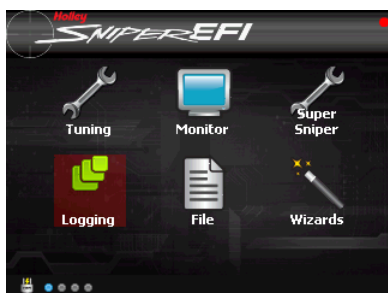 Holley
SNIPER EFI
Tuning
Monitor
Super
Sniper
Logging
File
Wizards